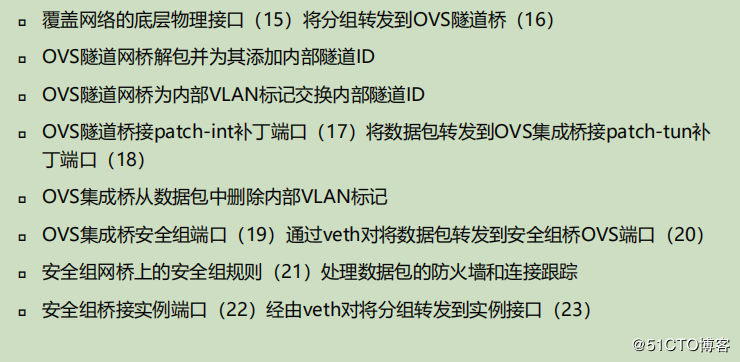 覆盖网络的底层物理接口（15）将分组转发到OVS隧道桥（16）
OVS隧道网桥解包并为其添加内部隧道ID
OVS隧道网桥为内部VLAN标记交换内部隧道ID
OVS隧道桥接patch-int补丁端口（17）将数据包转发到OVS集成桥接patch-tun补
丁端口（18）
OVS集成桥从数据包中删除内部VLAN标记
OVS集成桥安全组端口（19）通过veth对将数据包转发到安全组桥OVS端口（20）
安全组网桥上的安全组规则（21）处理数据包的防火墙和连接跟踪
安全组桥接实例端口（22）经由veth对将分组转发到实例接口（23）
@51CTO博客